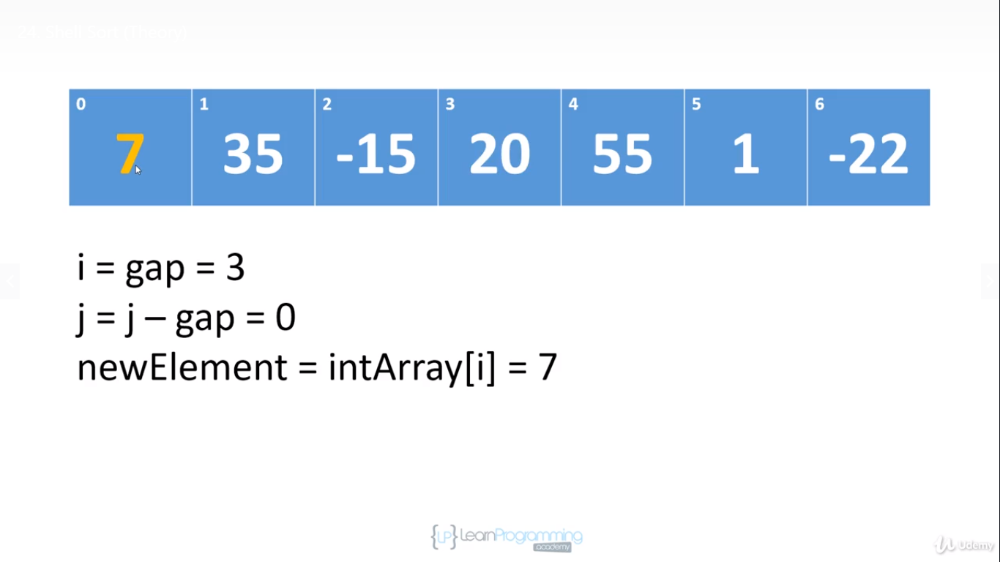 24. Shell Sort (Theory)
0 1 2 3 4 5 6
7 35 -15 20 55 1 -22
i = gap = 3
j = j – gap = 0
newElement = intArray[i] = 7
{LP} LearnProgramming
academy
Udemy